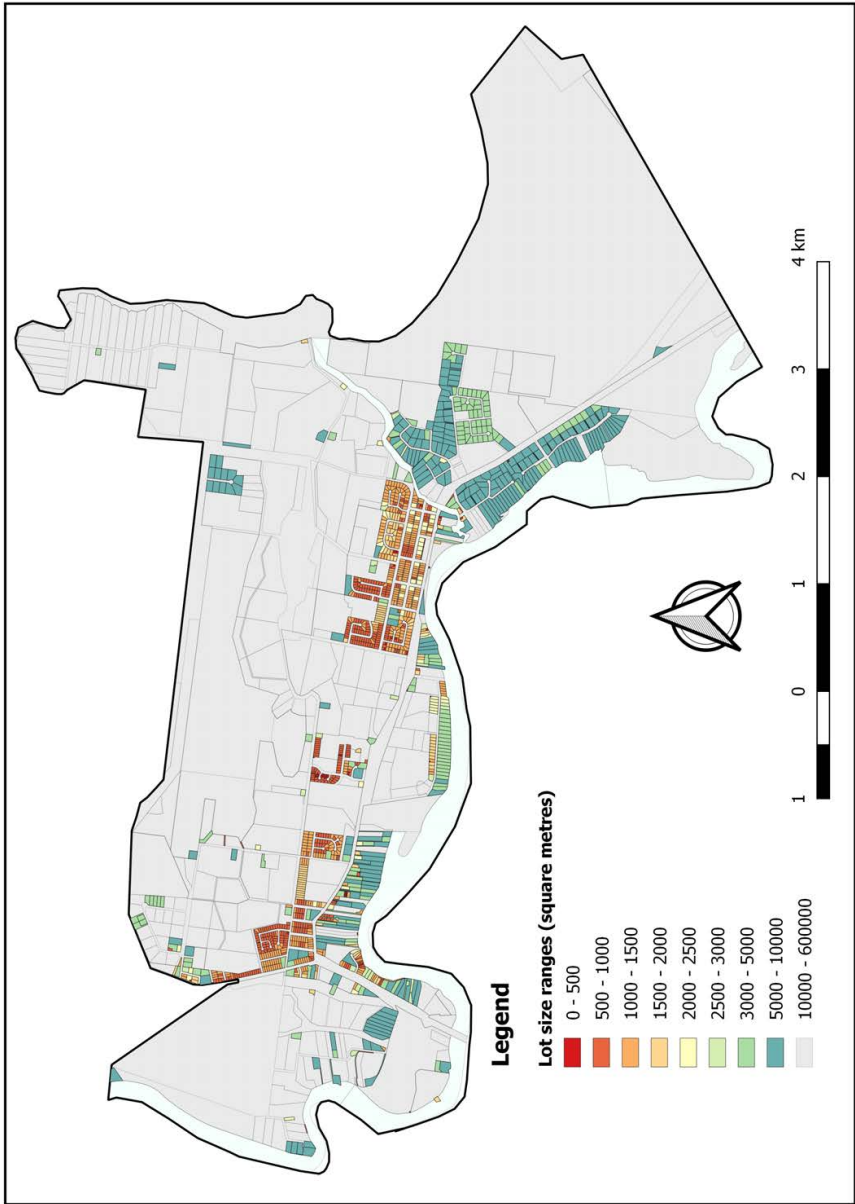 Legend
Lot size ranges (square metres)
0 - 500
500 - 1000
1000 - 1500
1500 - 2000
2000 - 2500
2500 - 3000
3000 - 5000
5000 - 10000
10000 - 600000
1 0 1 2 3 4 km